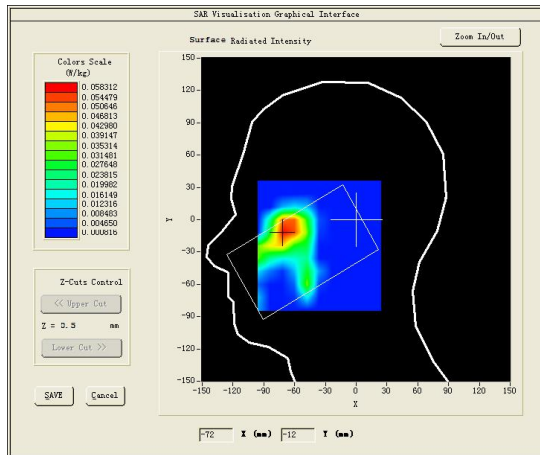 SAR Visualisation Graphical Interface
Surface Radiated Intensity
Zoom In/Out
Colors Scale
(W/kg)
0.058312
0.054479
0.050646
0.046813
0.042980
0.039147
0.035314
0.031481
0.027648
0.023815
0.019982
0.016149
0.012316
0.008483
0.004650
0.000816
Z-Cuts Control
<< Upper Cut
Z = 3.5 mm
Lower Cut >>
SAVE
Cancel
150
120
90
60
30
0
-30
-60
-90
-120
-150
Y
-150 -120 -90 -60 -30 0 30 60 90 120 150
X
-72 X (mm) -12 Y (mm)